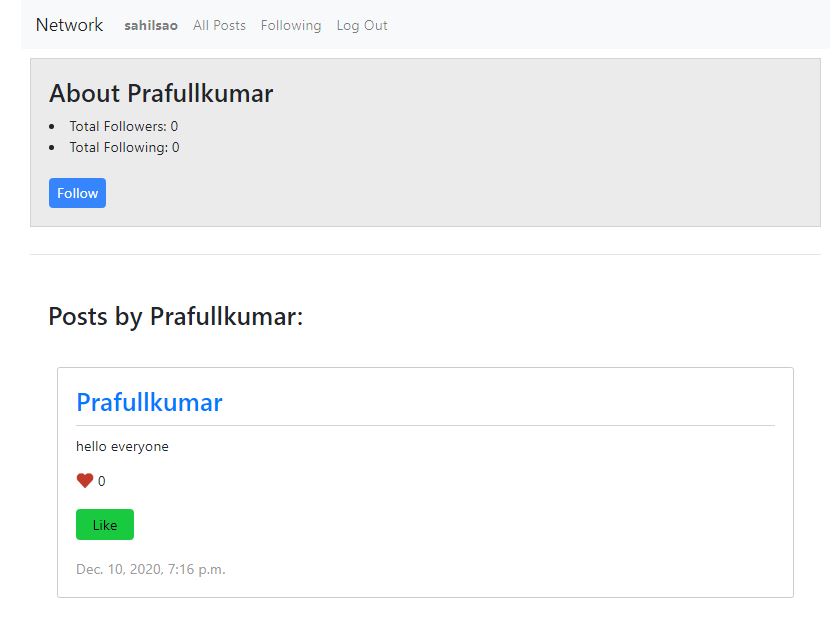 Network sahilsao All Posts Following Log Out
About Prafullkumar
Total Followers: 0
Total Following: 0
Follow
Posts by Prafullkumar:
Prafullkumar
hello everyone
0
Like
Dec. 10, 2020, 7:16 p.m.